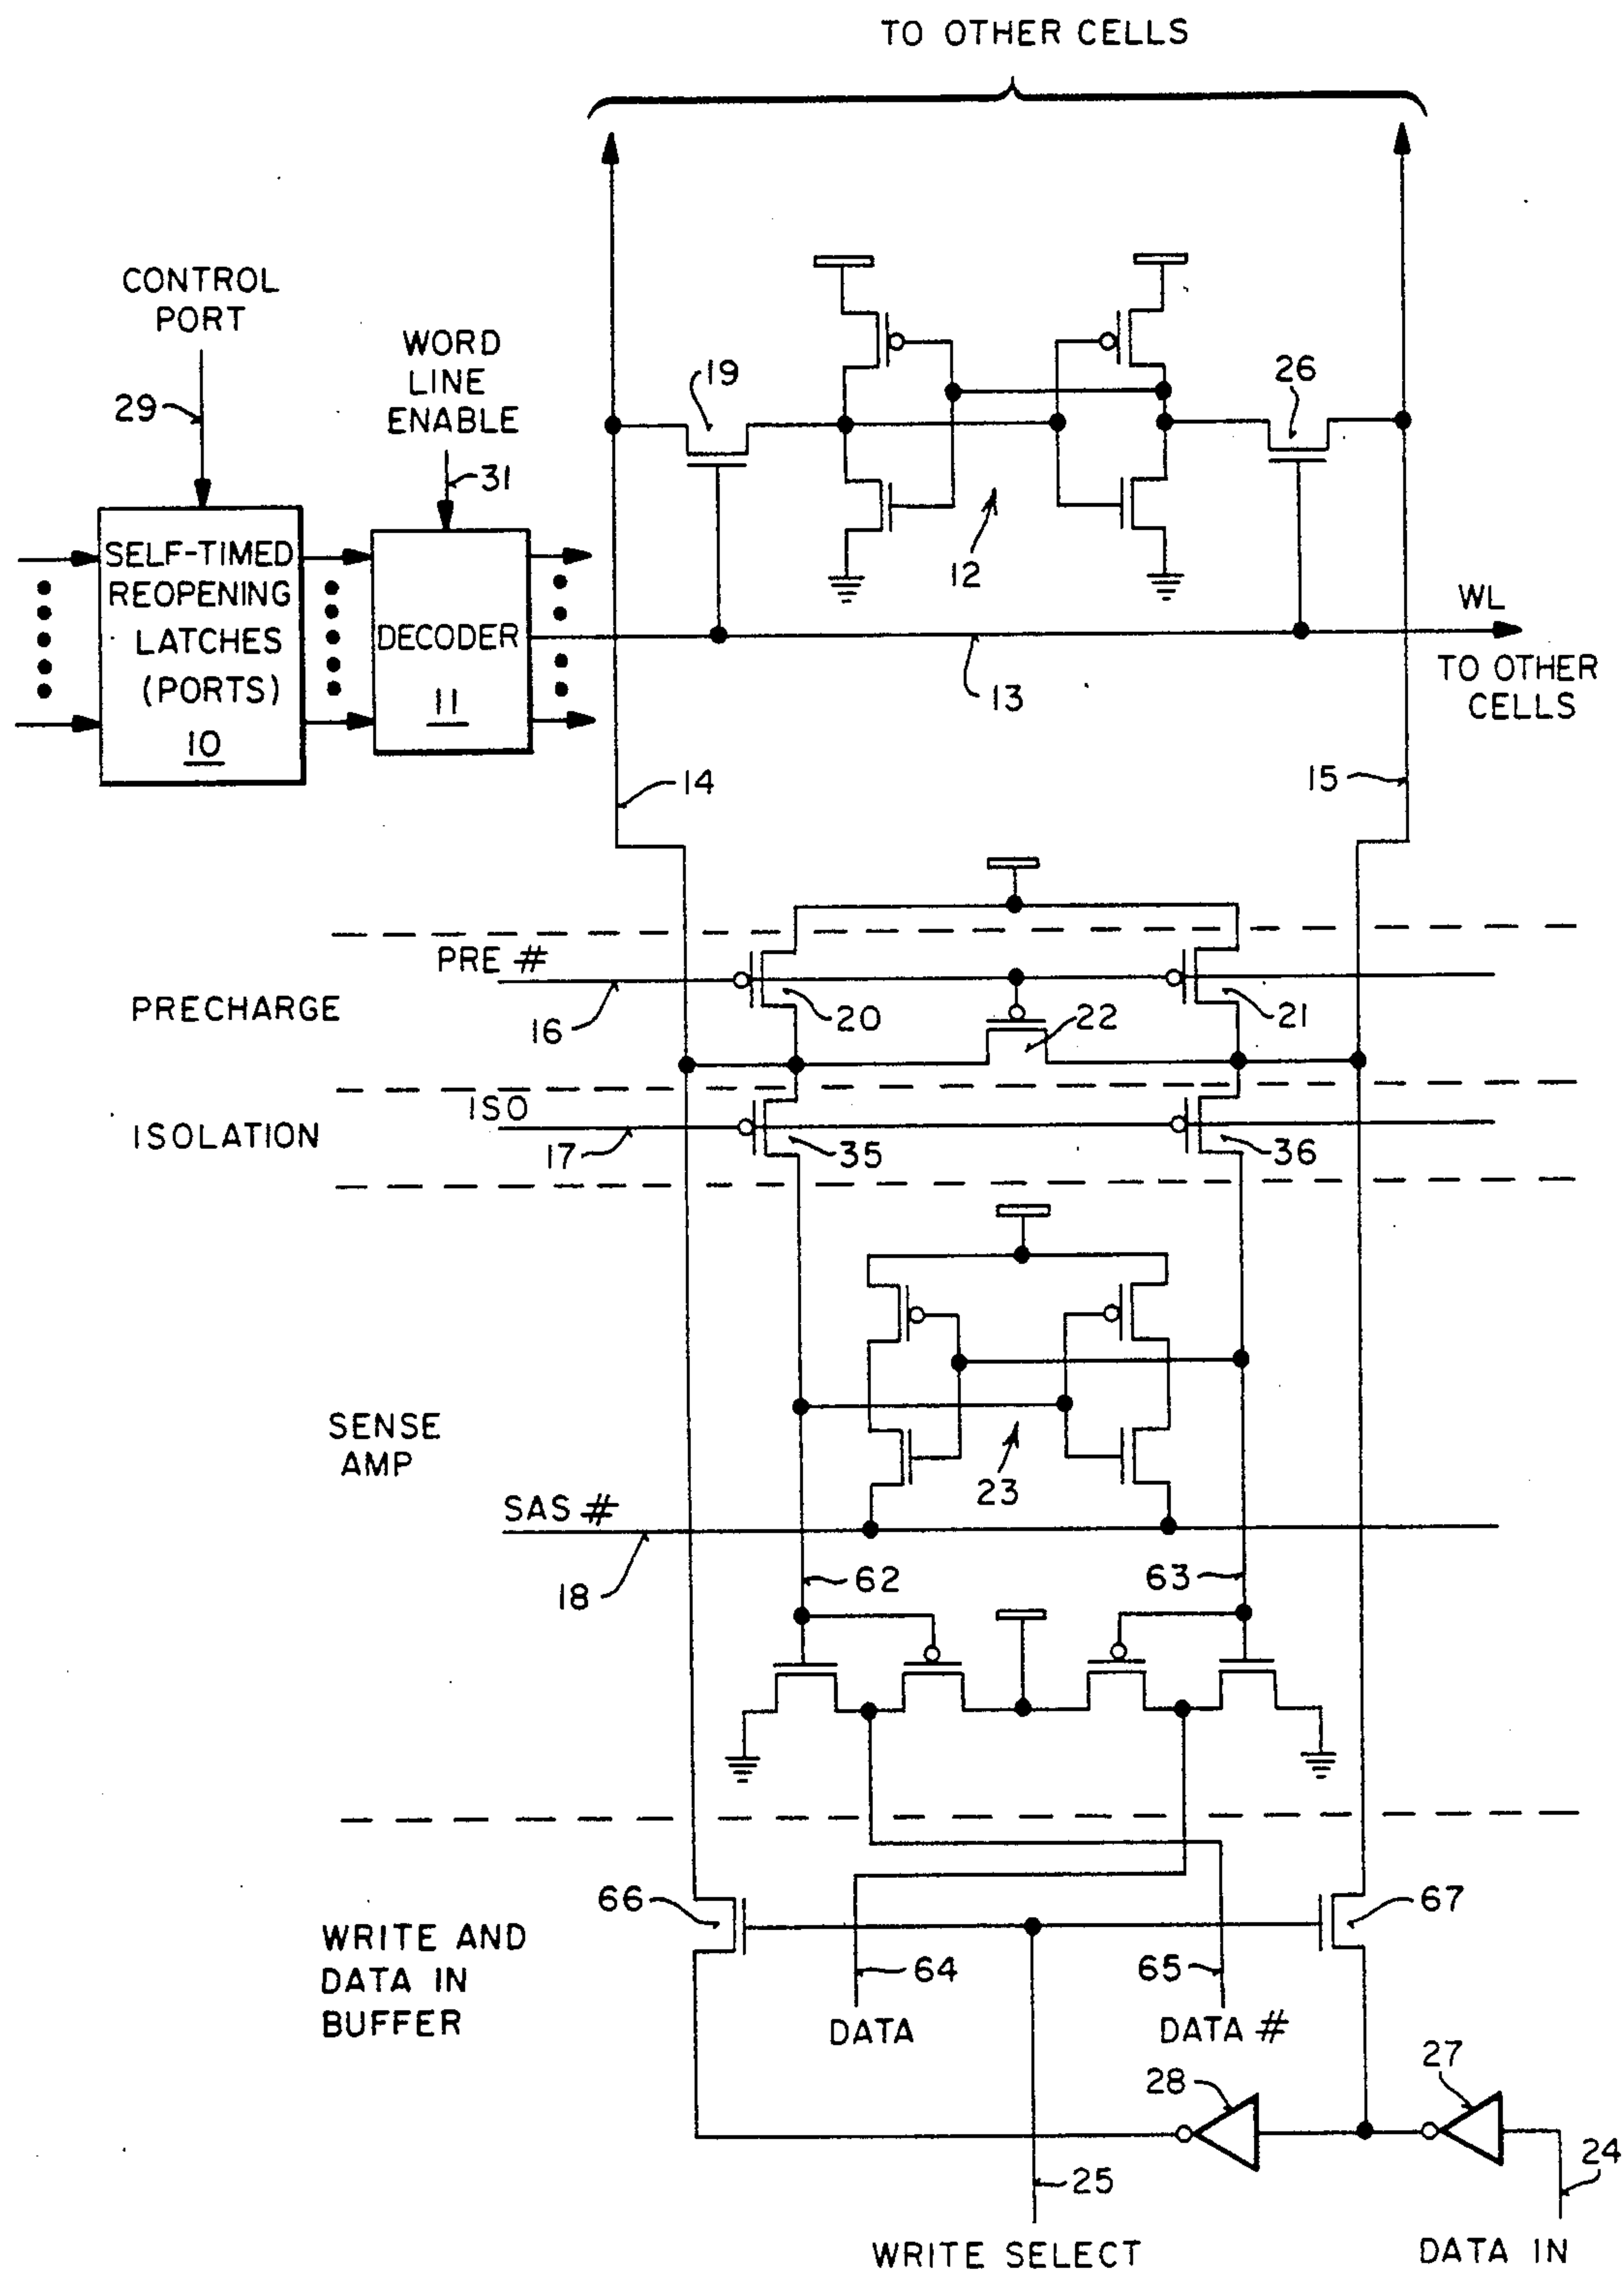 TO OTHER CELLS
CONTROL
PORT
29
WORD
LINE
ENABLE
31
19
26
12
SELF-TIMED
REOPENING
LATCHES
(PORTS)
10
DECODER
11
WL
TO OTHER
CELLS
13
14
15
PRE #
PRECHARGE
16
20
22
21
ISO
ISOLATION
17
35
36
SENSE
AMP
23
SAS #
18
62
63
66
67
WRITE AND
DATA IN
BUFFER
64
65
DATA
DATA #
28
27
24
25
WRITE SELECT
DATA IN